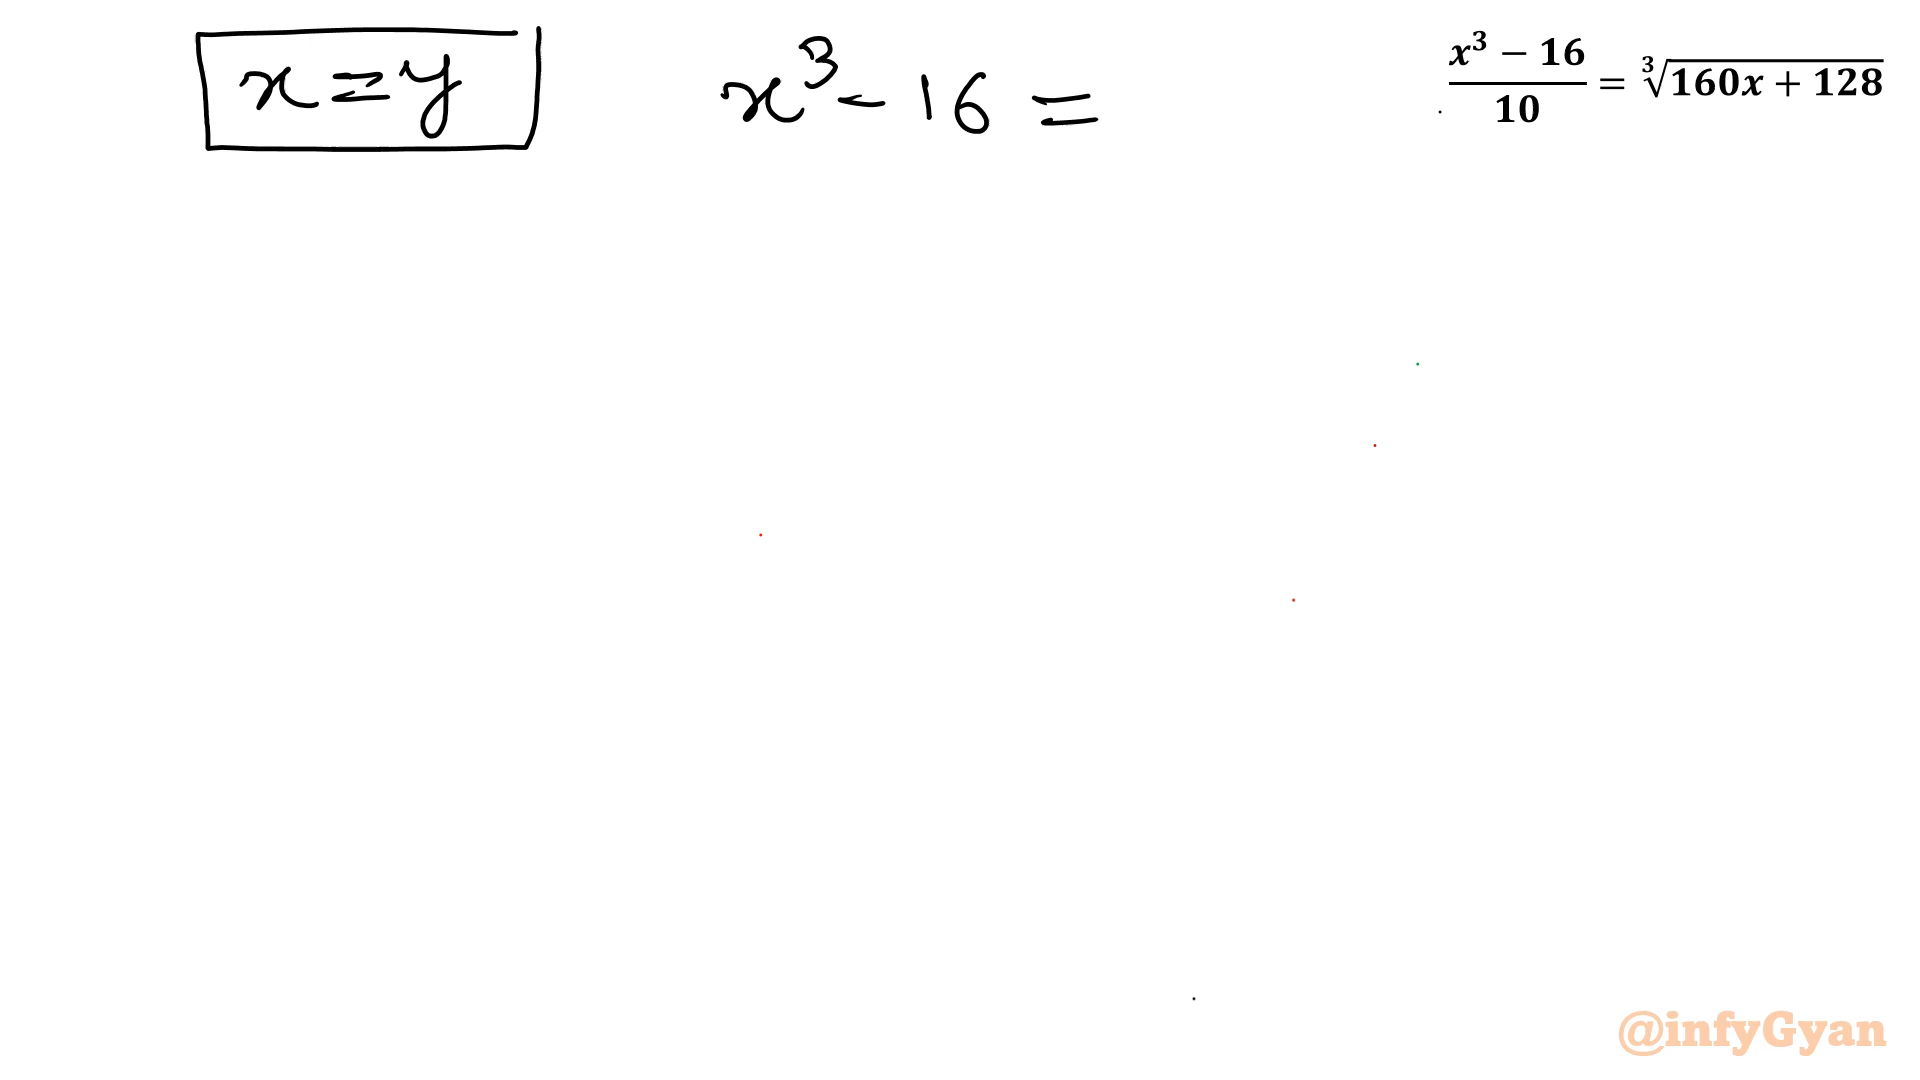 x = y
x³ - 16 =
x³ − 16
10
= ∛160x + 128
@infyGyan